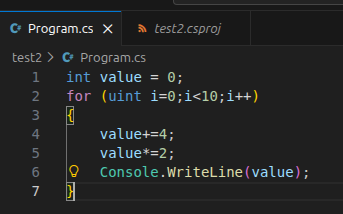 C# Program.cs × test2.csproj
test2 > C# Program.cs
1 int value = 0;
2 for (uint i=0;i<10;i++)
3 {
4     value+=4;
5     value*=2;
6     Console.WriteLine(value);
7 }